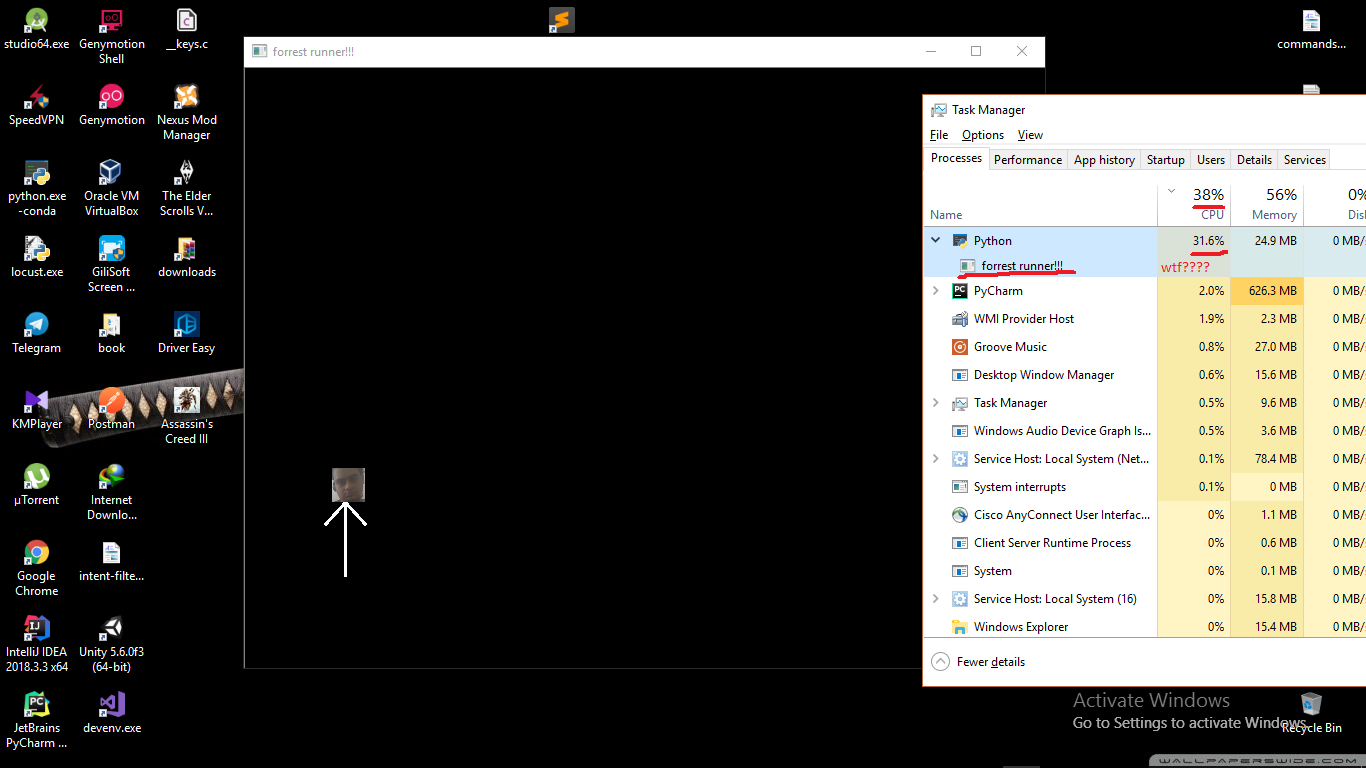 studio64.exe
Genymotion
Shell
__keys.c
SpeedVPN
Genymotion
Nexus Mod
Manager
python.exe
-conda
Oracle VM
VirtualBox
The Elder
Scrolls V...
locust.exe
GiliSoft
Screen ...
downloads
Telegram
book
Driver Easy
KMPlayer
Postman
Assassin's
Creed III
µTorrent
Internet
Downlo...
Google
Chrome
intent-filte...
IntelliJ IDEA
2018.3.3 x64
Unity 5.6.0f3
(64-bit)
JetBrains
PyCharm ...
devenv.exe
forrest runner!!!
commands...
Task Manager
File Options View
Processes Performance App history Startup Users Details Services
38% 56% 0%
Name CPU Memory Disk
Python 31.6% 24.9 MB 0 MB/
forrest runner!!! wtf????
PyCharm 2.0% 626.3 MB 0 MB/
WMI Provider Host 1.9% 2.3 MB 0 MB/
Groove Music 0.8% 27.0 MB 0 MB/
Desktop Window Manager 0.6% 15.6 MB 0 MB/
Task Manager 0.5% 9.6 MB 0 MB/
Windows Audio Device Graph Is... 0.5% 3.6 MB 0 MB/
Service Host: Local System (Net... 0.1% 78.4 MB 0 MB/
System interrupts 0.1% 0 MB 0 MB/
Cisco AnyConnect User Interfac... 0% 1.1 MB 0 MB/
Client Server Runtime Process 0% 0.6 MB 0 MB/
System 0% 0.1 MB 0 MB/
Service Host: Local System (16) 0% 15.8 MB 0 MB/
Windows Explorer 0% 15.4 MB 0 MB/
Fewer details
Activate Windows
Go to Settings to activate Windows.
Recycle Bin
WALLPAPERSWIDE.COM